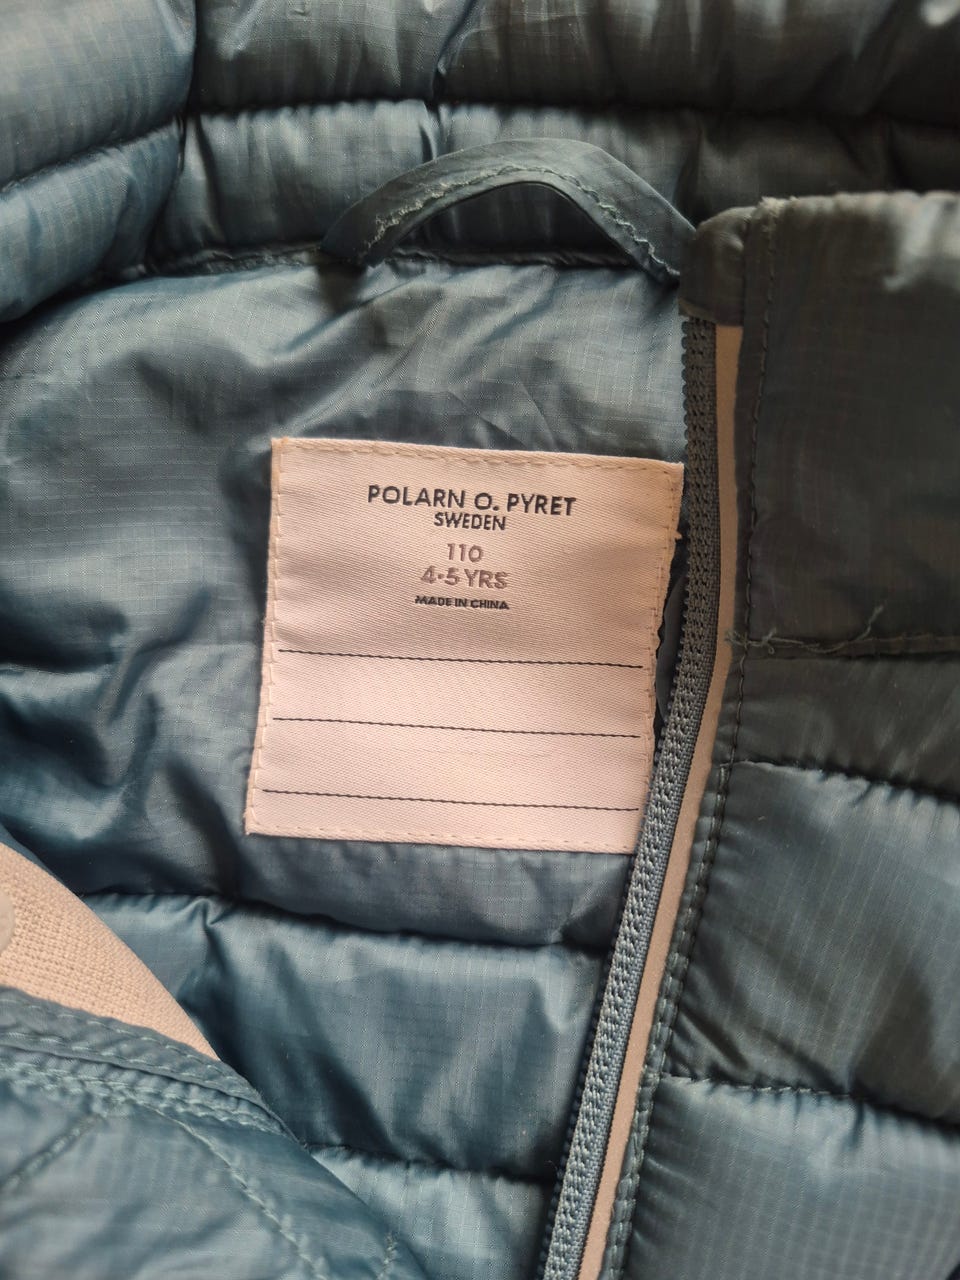 POLARN O. PYRET
SWEDEN
110
4-5 YRS
MADE IN CHINA